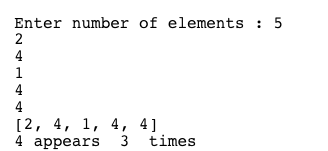 Enter number of elements : 5
2
4
1
4
4
[2, 4, 1, 4, 4]
4 appears  3  times